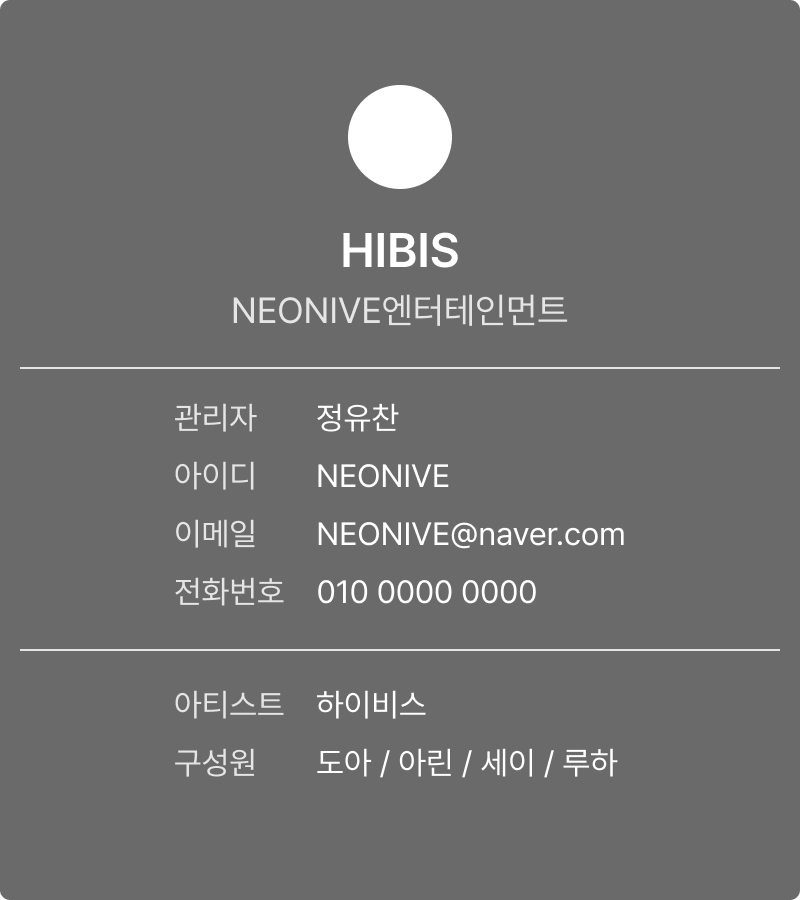 HIBIS
NEONIVE엔터테인먼트
관리자 정유찬
아이디 NEONIVE
이메일 NEONIVE@naver.com
전화번호 010 0000 0000
아티스트 하이비스
구성원 도아 / 아린 / 세이 / 루하